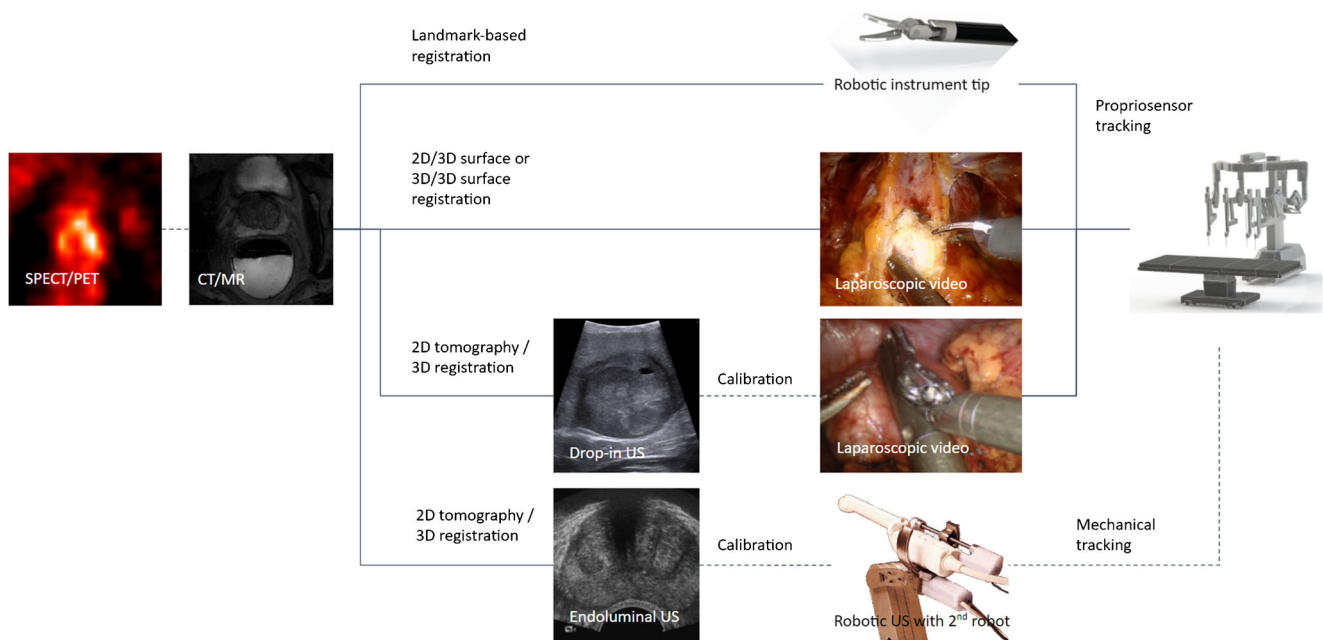 Landmark-based
registration
Robotic instrument tip
Propriosensor
tracking
2D/3D surface or
3D/3D surface
registration
SPECT/PET
CT/MR
Laparoscopic video
2D tomography /
3D registration
Calibration
Drop-in US
Laparoscopic video
2D tomography /
3D registration
Calibration
Mechanical
tracking
Endoluminal US
Robotic US with 2nd robot